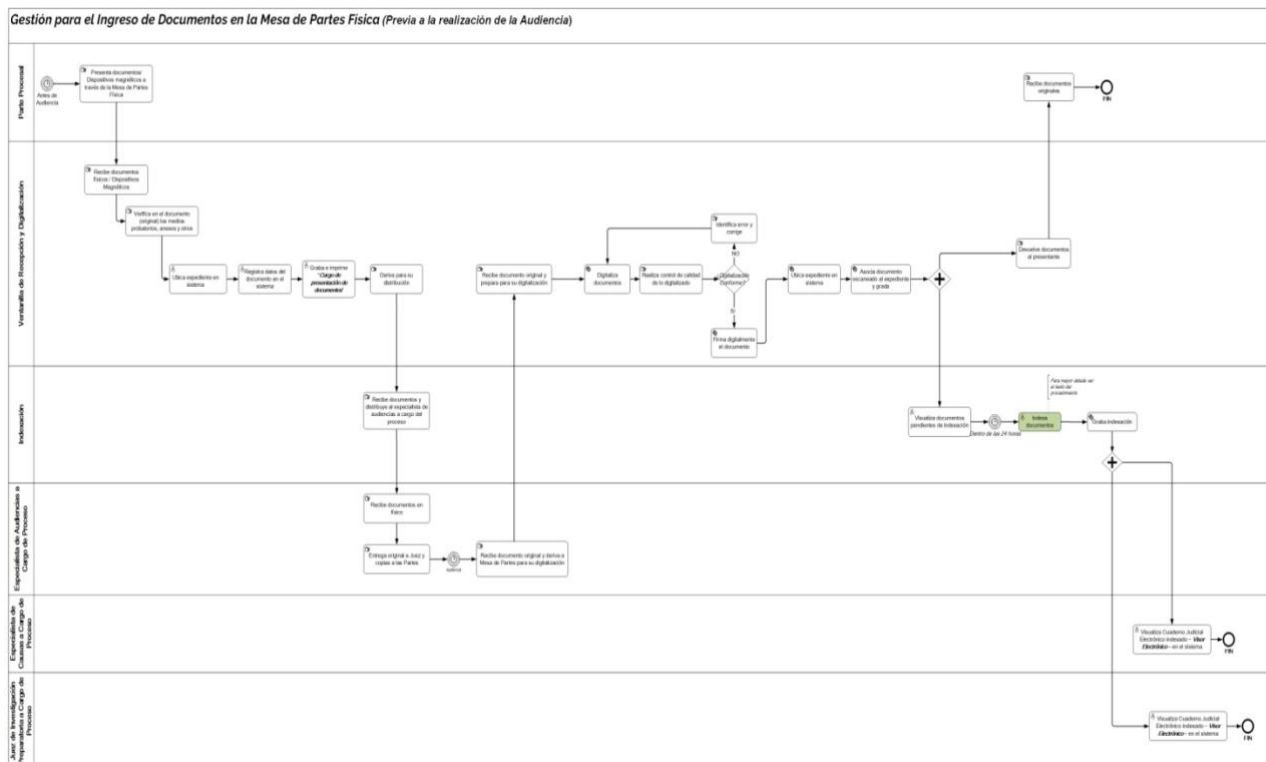 Gestión para el Ingreso de Documentos en la Mesa de Partes Física (Previa a la realización de la Audiencia)
Parte Procesal
Antes de
Audiencia
Presenta documentos/
Dispositivos magnéticos a
través de la Mesa de Partes
Física
Recibe documentos
originales
FIN
Ventanilla de Recepción y Digitalización
Recibe documentos
físicos / Dispositivos
Magnéticos
Verifica en el documento
(original) los medios
probatorios, anexos y otros
Ubica expediente en
sistema
Registra datos del
documento en el
sistema
Graba e imprime
"Cargo de
presentación de
documentos"
Deriva para su
distribución
Recibe documento original y
prepara para su digitalización
Digitaliza
documentos
Realiza control de calidad
de lo digitalizado
Identifica error y
corrige
NO
¿Digitalización
Conforme?
SI
Firma digitalmente
el documento
Ubica expediente en
sistema
Asocia documento
escaneado al expediente
y graba
Devuelve documentos
al presentante
Indexación
Recibe documentos y
distribuye al especialista de
audiencias a cargo del
proceso
Visualiza documentos
pendientes de Indexación
Dentro de las 24 horas
Para mayor detalle ver
el texto del
procedimiento
Indexa
documentos
Graba indexación
Especialista de Audiencias a
Cargo de Proceso
Recibe documentos en
físico
Entrega original a Juez y
copias a las Partes
Recibe documento original y deriva a
Mesa de Partes para su digitalización
Especialista de
Causas a Cargo de
Proceso
Visualiza Cuaderno Judicial
Electrónico indexado – Visor
Electrónico – en el sistema
FIN
Juez de Investigación
Preparatoria a Cargo de
Proceso
Visualiza Cuaderno Judicial
Electrónico indexado – Visor
Electrónico – en el sistema
FIN